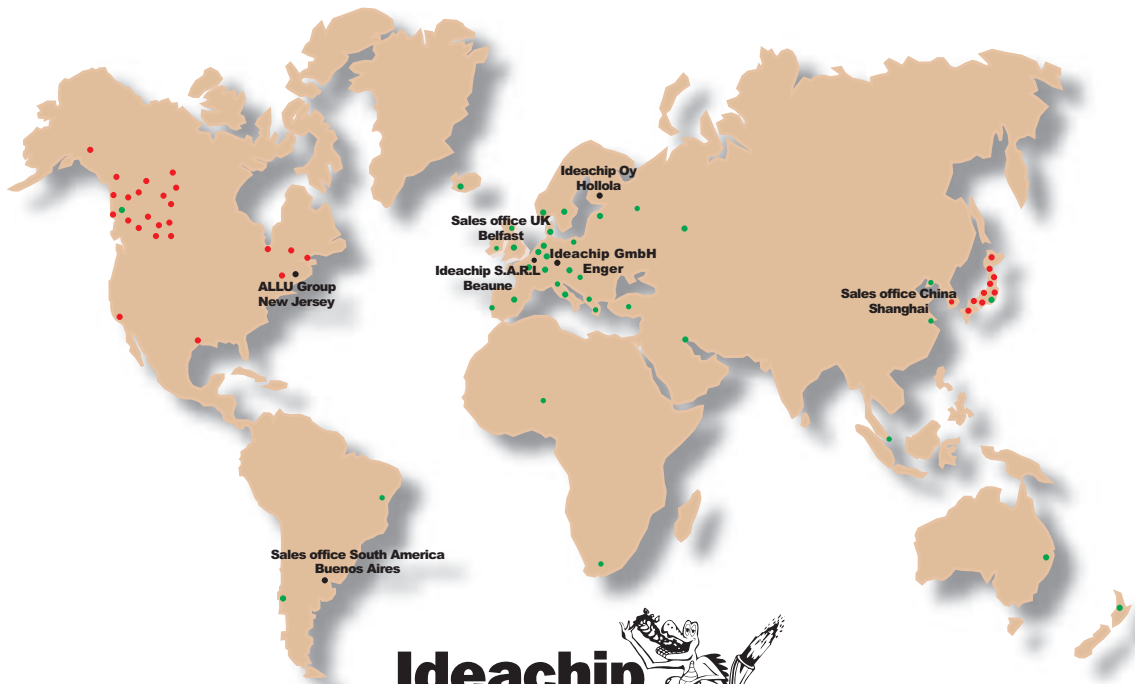 Ideachip Oy
Hollola
Sales office UK
Belfast
Ideachip GmbH
Enger
Ideachip S.A.R.L
Beaune
ALLU Group
New Jersey
Sales office China
Shanghai
Sales office South America
Buenos Aires
Ideachip